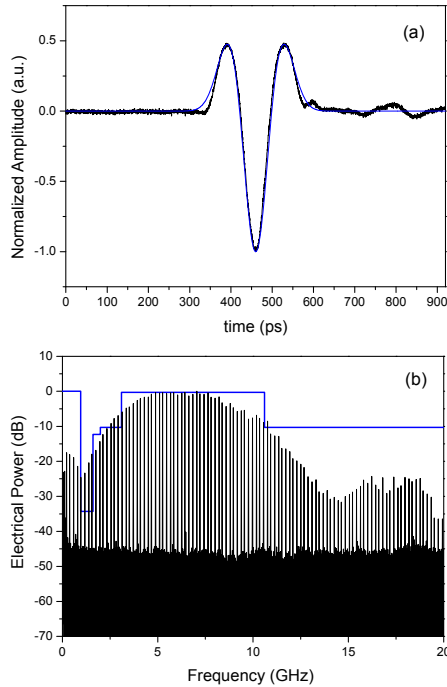 (a)
Normalized Amplitude (a.u.)
0.5
0.0
-0.5
-1.0
0 100 200 300 400 500 600 700 800 900
time (ps)
(b)
Electrical Power (dB)
10
0
-10
-20
-30
-40
-50
-60
-70
0 5 10 15 20
Frequency (GHz)